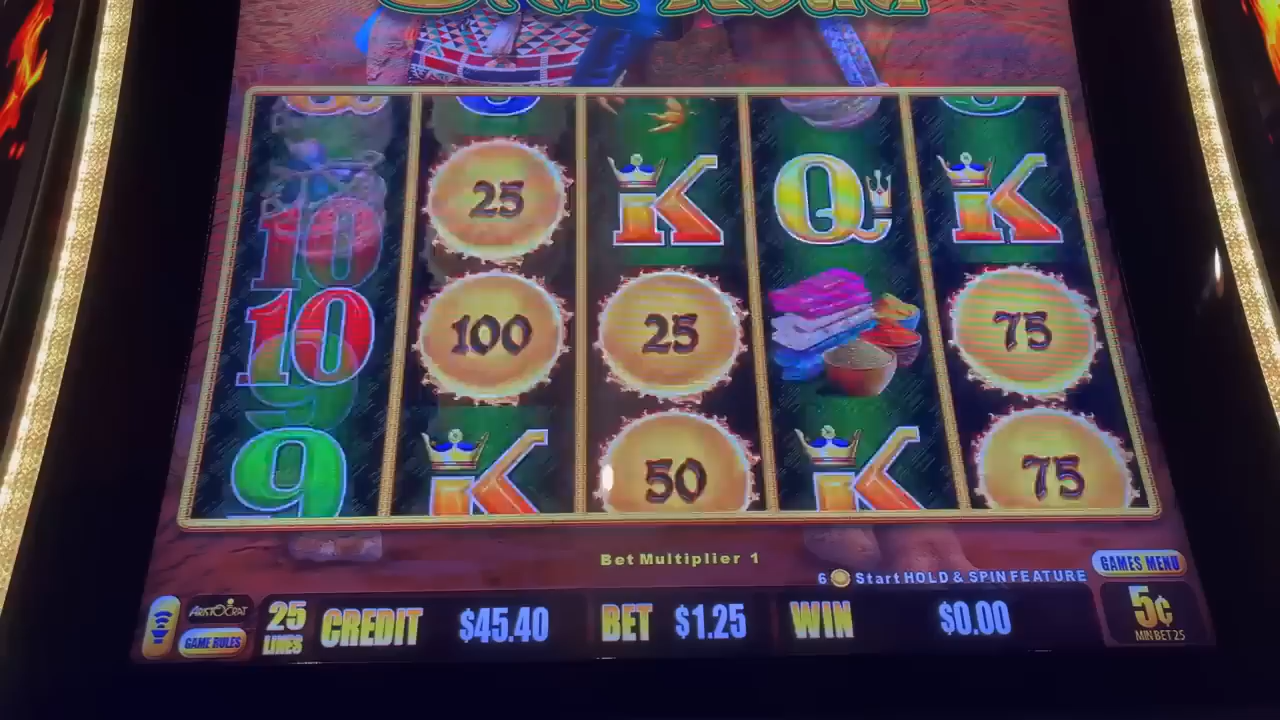 25 K Q K
10
10 100 25 75
9
9 K 50 K 75
Bet Multiplier 1
6 Start HOLD & SPIN FEATURE
GAMES MENU
ARISTOCRAT
GAME RULES
25 LINES
CREDIT $45.40
BET $1.25
WIN $0.00
5¢
MIN BET 25